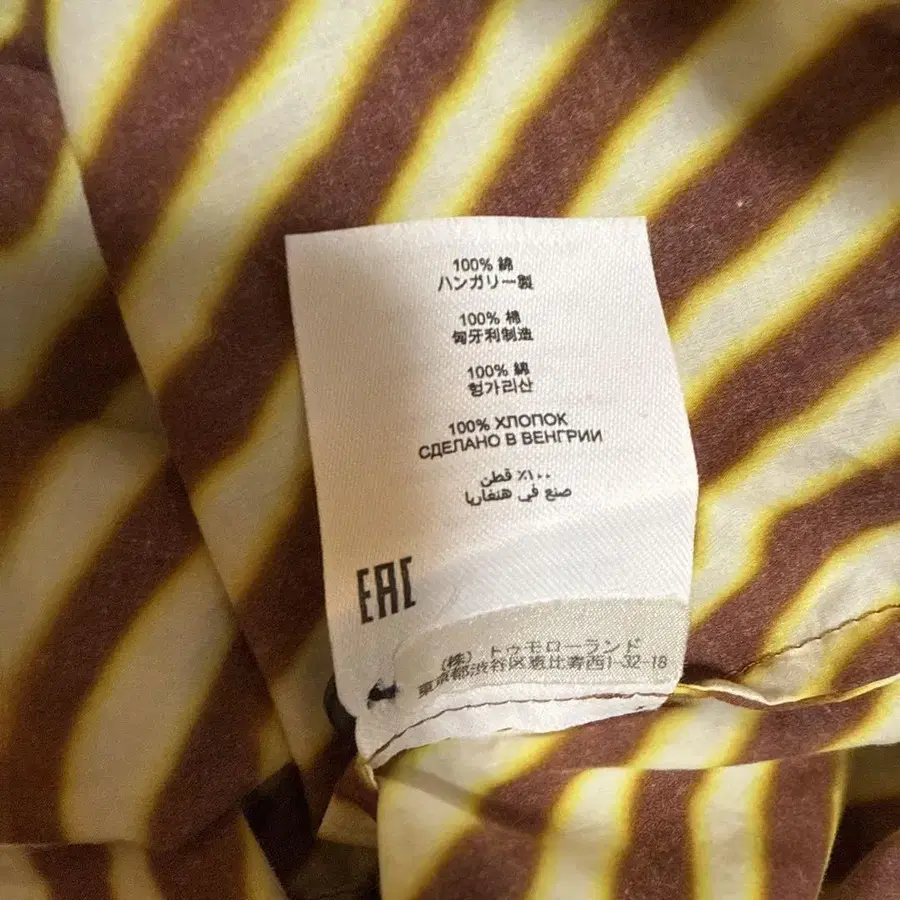 100% 綿
ハンガリー製
100% 棉
匈牙利制造
100% 綿
헝가리산
100% ХЛОПОК
СДЕЛАНО В ВЕНГРИИ
٪١٠٠ قطن
صنع في هنغاريا
EAC
(株) トゥモローランド
東京都渋谷区恵比寿西1-32-18